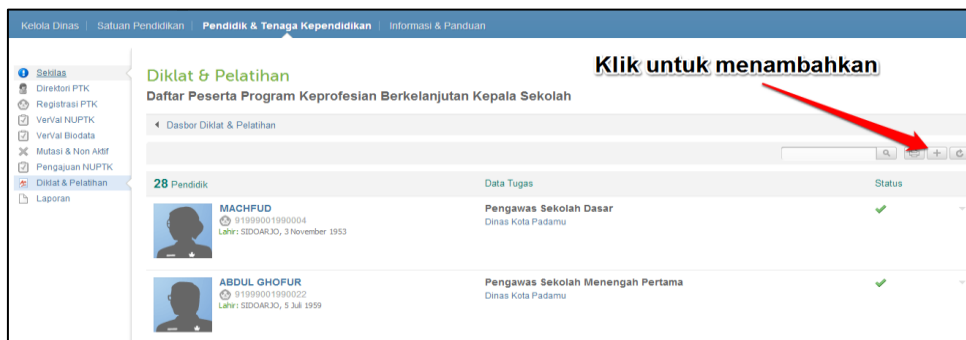 Kelola Dinas | Satuan Pendidikan | Pendidik & Tenaga Kependidikan | Informasi & Panduan
Klik untuk menambahkan
Sekilas
Direktori PTK
Registrasi PTK
VerVal NUPTK
VerVal Biodata
Mutasi & Non Aktif
Pengajuan NUPTK
Diklat & Pelatihan
Laporan
Diklat & Pelatihan
Daftar Peserta Program Keprofesian Berkelanjutan Kepala Sekolah
Dasbor Diklat & Pelatihan
28 Pendidik Data Tugas Status
MACHFUD
91999001990004
Lahir: SIDOARJO, 3 November 1953
Pengawas Sekolah Dasar
Dinas Kota Padamu
ABDUL GHOFUR
91999001990022
Lahir: SIDOARJO, 5 Juli 1959
Pengawas Sekolah Menengah Pertama
Dinas Kota Padamu